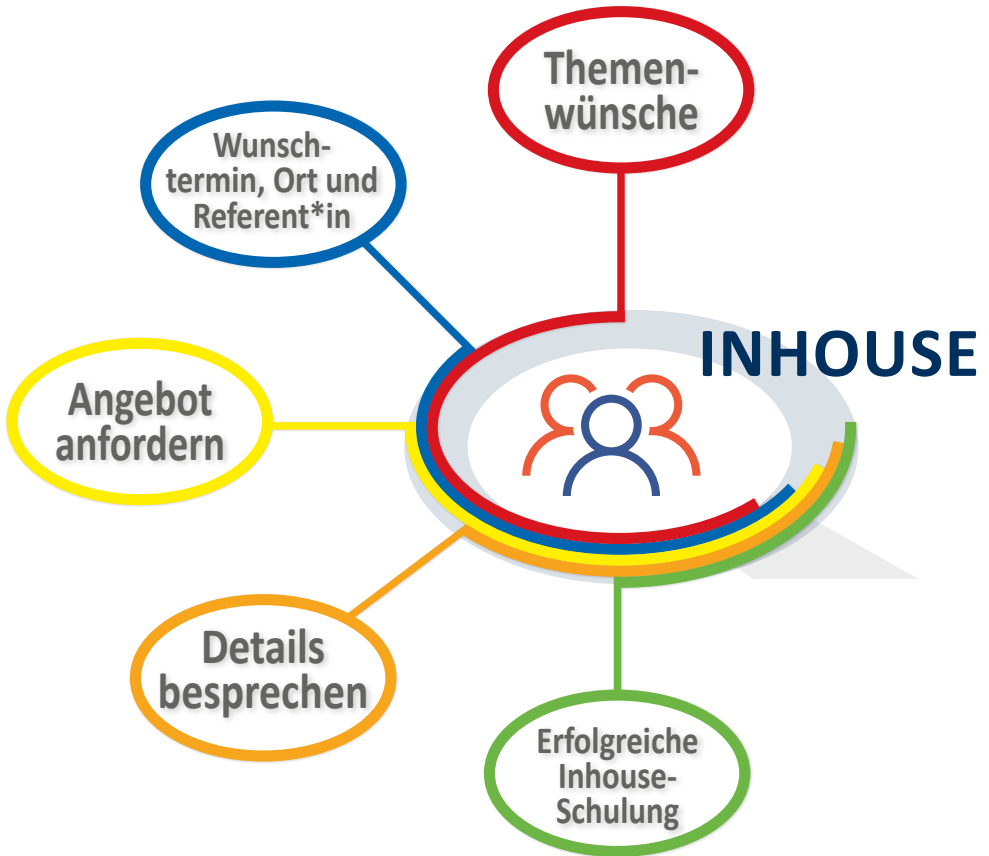 Themen-
wünsche
Wunsch-
termin, Ort und
Referent*in
INHOUSE
Angebot
anfordern
Details
besprechen
Erfolgreiche
Inhouse-
Schulung